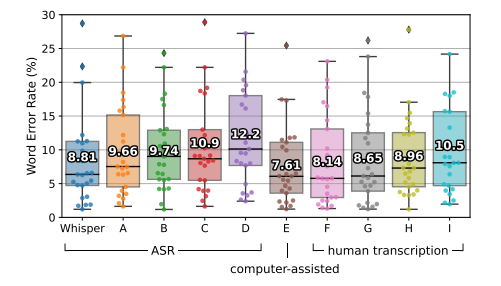 30
25
20
15
10
5
0
Word Error Rate (%)
8.81 9.66 9.74 10.9 12.2 7.61 8.14 8.65 8.96 10.5
Whisper A B C D E F G H I
ASR human transcription
computer-assisted